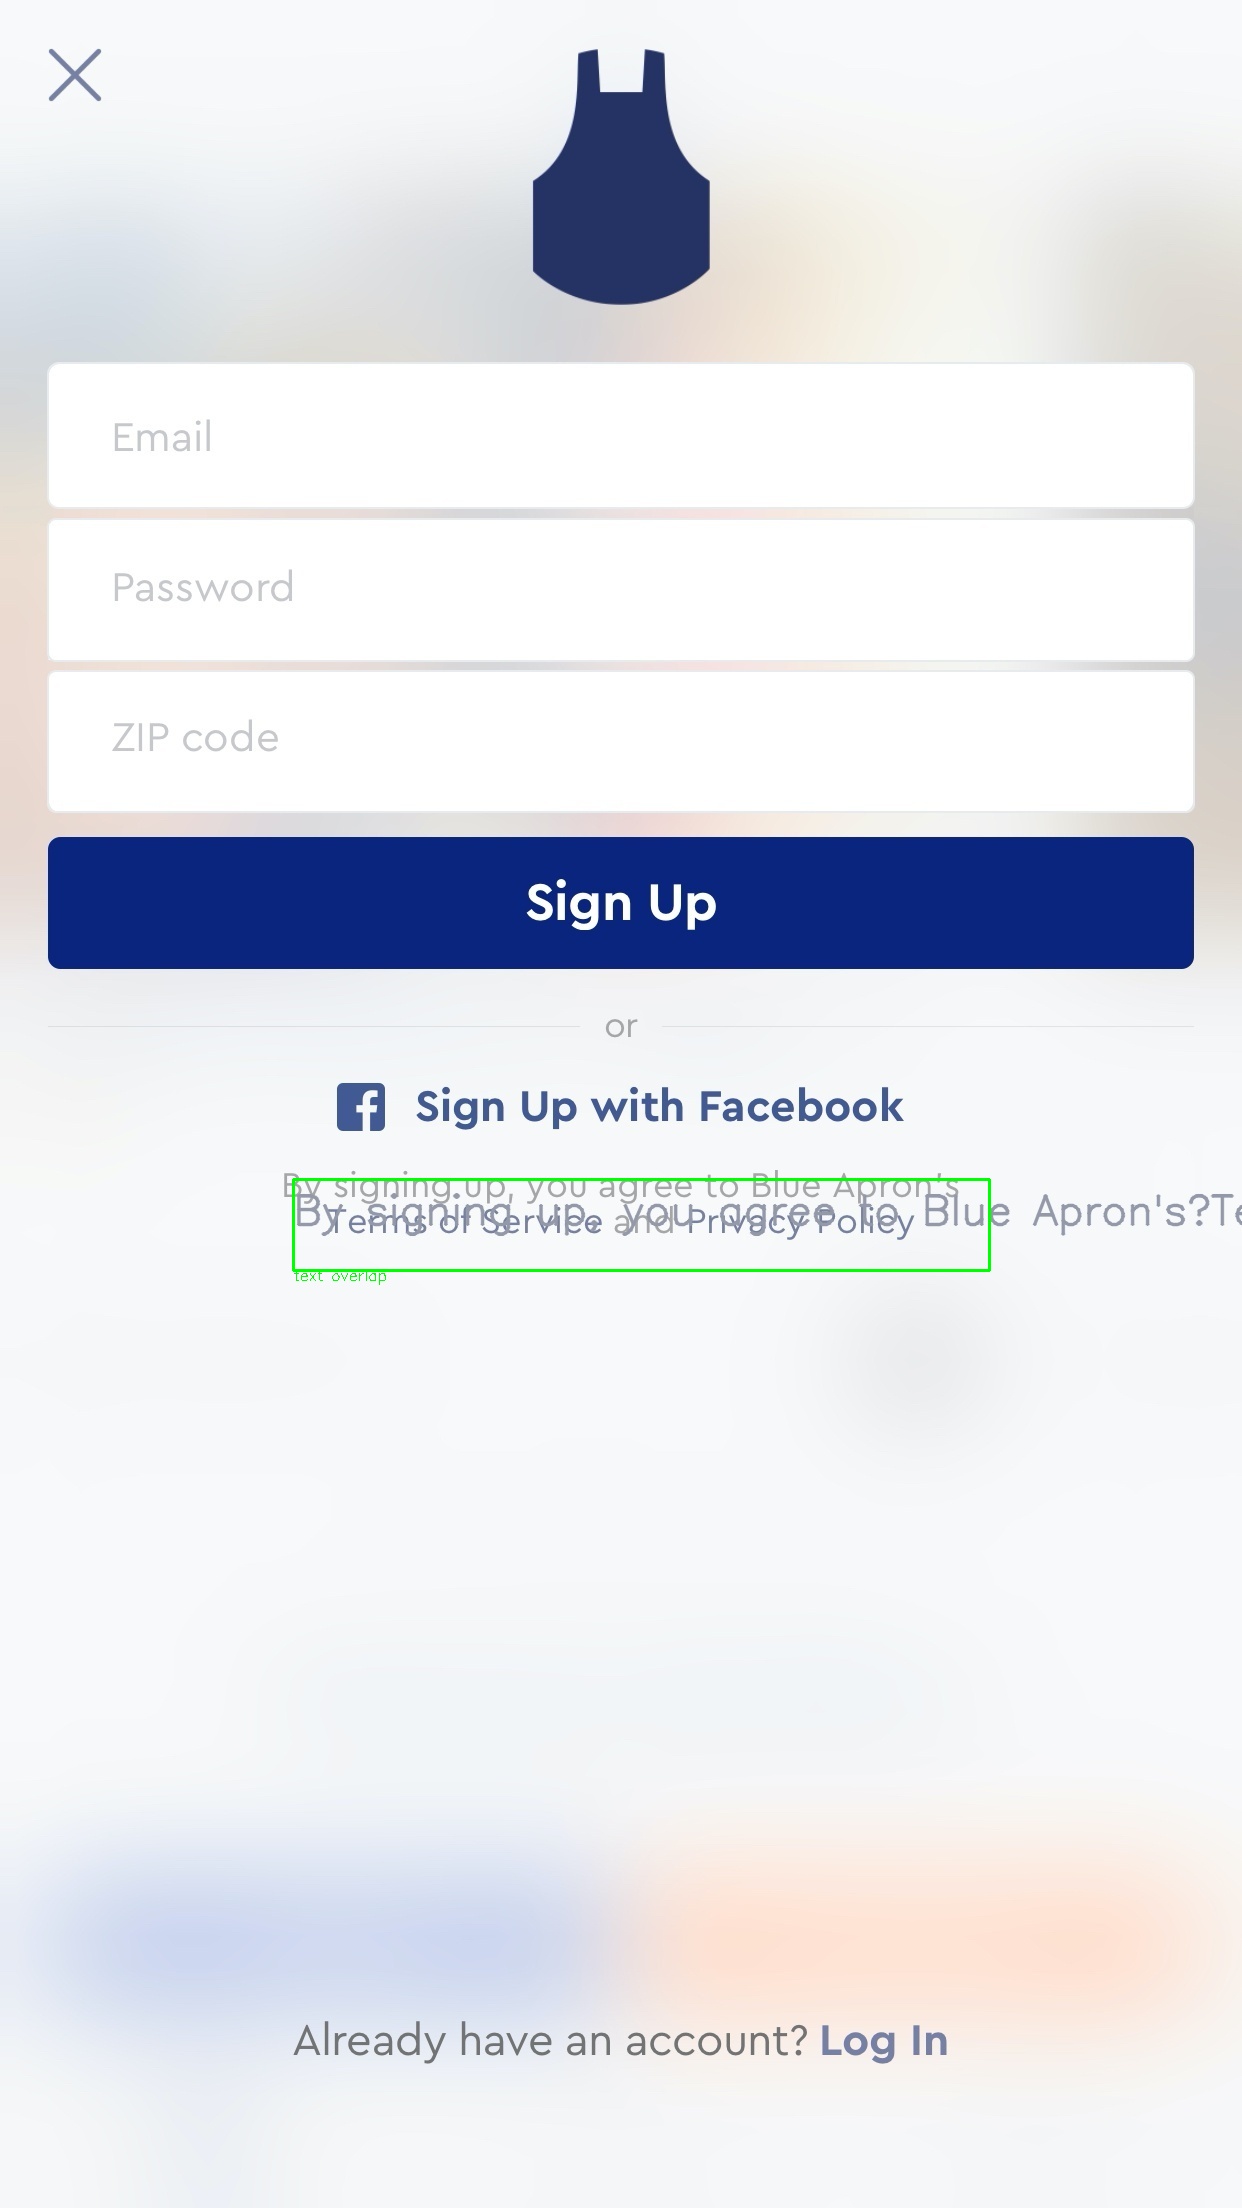 Email
Password
ZIP code
Sign Up
or
Sign Up with Facebook
By signing up, you agree to Blue Apron's
By signing up, you agree to Blue Apron's?Te
Terms of Service and Privacy Policy
text overlap
Already have an account? Log In